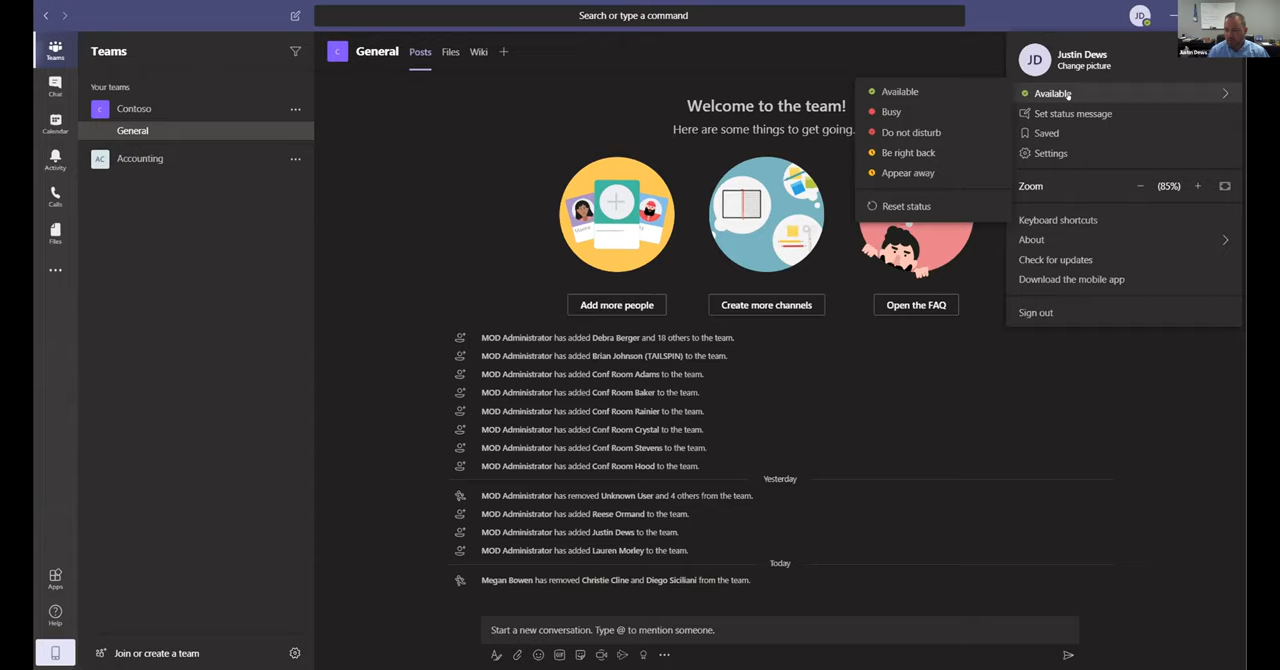 Search or type a command
JD
Justin Dews
Teams
Chat
Calendar
Activity
Calls
Files
Apps
Help
Teams
Your teams
C
Contoso
General
AC
Accounting
Join or create a team
C
General
Posts
Files
Wiki
Welcome to the team!
Here are some things to get going.
Add more people
Create more channels
Open the FAQ
MOD Administrator has added Debra Berger and 18 others to the team.
MOD Administrator has added Brian Johnson (TAILSPIN) to the team.
MOD Administrator has added Conf Room Adams to the team.
MOD Administrator has added Conf Room Baker to the team.
MOD Administrator has added Conf Room Rainier to the team.
MOD Administrator has added Conf Room Crystal to the team.
MOD Administrator has added Conf Room Stevens to the team.
MOD Administrator has added Conf Room Hood to the team.
Yesterday
MOD Administrator has removed Unknown User and 4 others from the team.
MOD Administrator has added Reese Ormand to the team.
MOD Administrator has added Justin Dews to the team.
MOD Administrator has added Lauren Morley to the team.
Today
Megan Bowen has removed Christie Cline and Diego Siciliani from the team.
Start a new conversation. Type @ to mention someone.
GIF
Available
Busy
Do not disturb
Be right back
Appear away
Reset status
JD
Justin Dews
Change picture
Available
Set status message
Saved
Settings
Zoom
(85%)
Keyboard shortcuts
About
Check for updates
Download the mobile app
Sign out